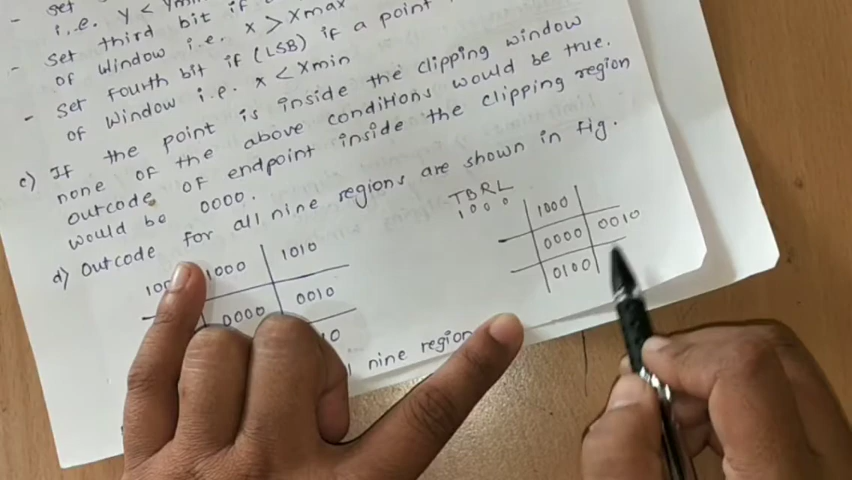 - set
i.e. y < ymin
- set third bit if
of window i.e. x > xmax
- set fourth bit if (LSB) if a point
of window i.e. x < xmin
c) If the point is inside the clipping window
none of the above conditions would be true.
outcode of endpoint inside the clipping region
would be 0000.
d) outcode for all nine regions are shown in fig.
TBRL
1000
1000
0000 0010
0100
1000 1010
0000 0010
nine region